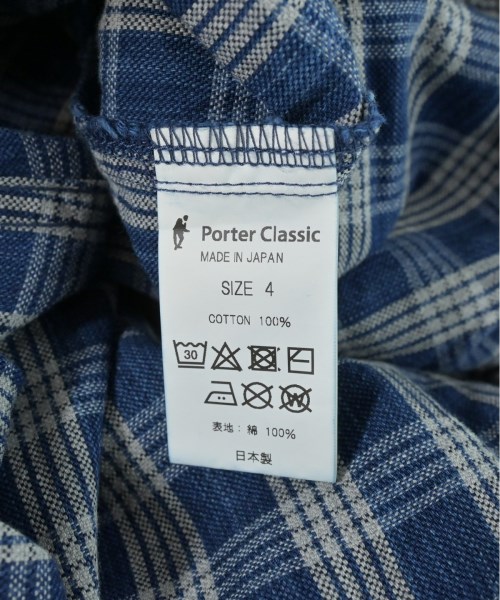 Porter Classic
MADE IN JAPAN
SIZE 4
COTTON 100%
30
W
表地：綿 100%
日本製